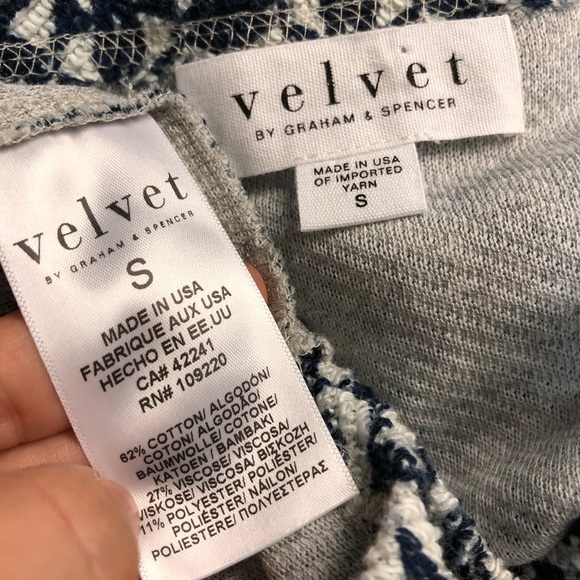 velvet
BY GRAHAM & SPENCER
MADE IN USA
OF IMPORTED
YARN
S
velvet
BY GRAHAM & SPENCER
S
MADE IN USA
FABRIQUE AUX USA
HECHO EN EE.UU
CA# 42241
RN# 109220
62% COTTON/ ALGODÓN/
COTON/ ALGODÃO/
BAUMWOLLE/ COTONE/
KATOEN / BAMBAKI
27% VISCOSE/ VISCOSA/
VISKOSE/ VISCOSA/ ΒΙΣΚΟΖΗ
11% POLYESTER/ POLIÉSTER/
POLIÉSTER/ NÁILON/
POLIESTERE/ ΠΟΛΥΕΣΤΕΡΑΣ